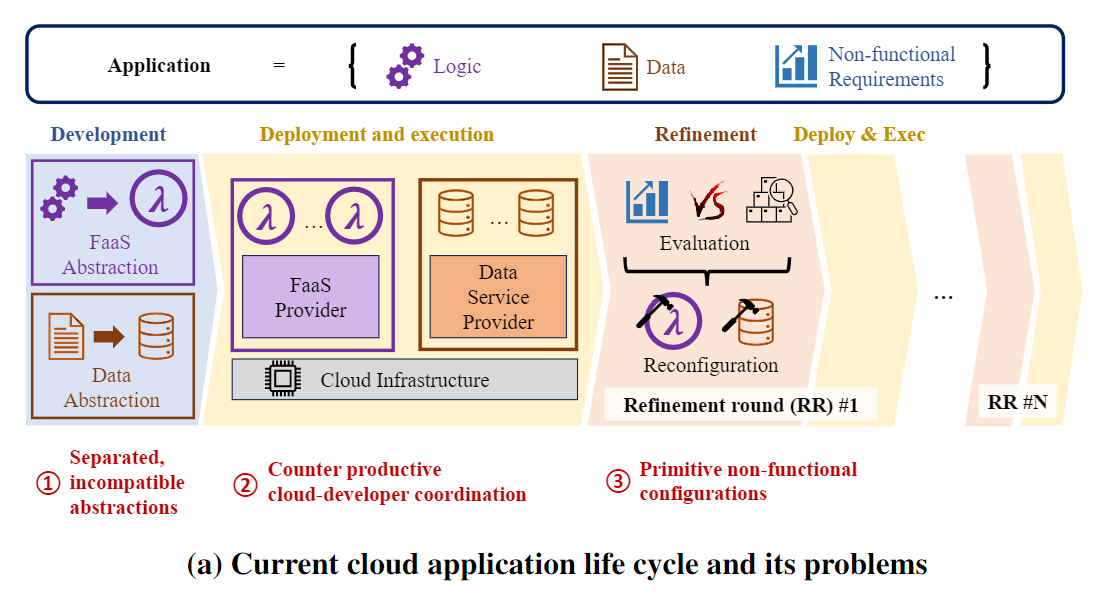 Application = { Logic Data Non-functional
Requirements }
Development
Deployment and execution
Refinement
Deploy & Exec
FaaS
Abstraction
Data
Abstraction
λ
λ ... λ
FaaS
Provider
...
Data
Service
Provider
Cloud Infrastructure
VS
Evaluation
λ
Reconfiguration
Refinement round (RR) #1
...
RR #N
① Separated,
incompatible
abstractions
② Counter productive
cloud-developer coordination
③ Primitive non-functional
configurations
(a) Current cloud application life cycle and its problems